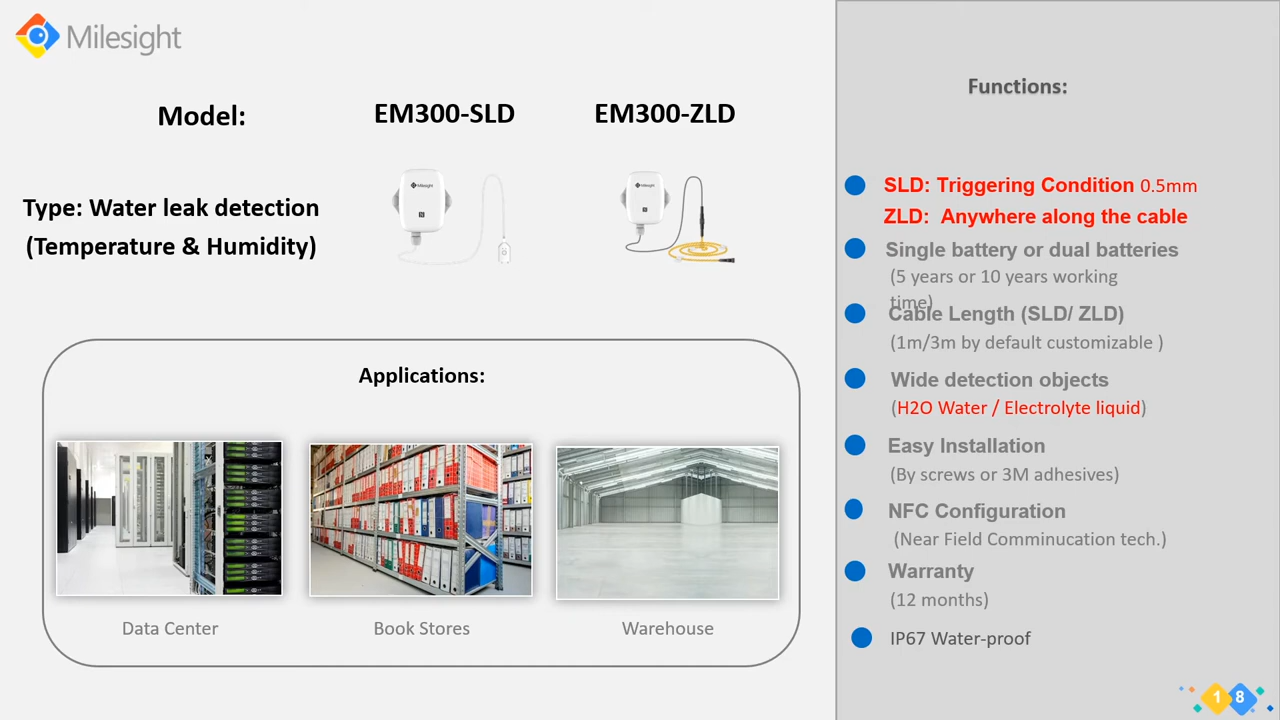 Milesight
Model:
EM300-SLD
EM300-ZLD
Milesight
Milesight
Type: Water leak detection
(Temperature & Humidity)
Applications:
Data Center
Book Stores
Warehouse
Functions:
SLD: Triggering Condition 0.5mm
ZLD: Anywhere along the cable
Single battery or dual batteries
(5 years or 10 years working
time)
Cable Length (SLD/ ZLD)
(1m/3m by default customizable )
Wide detection objects
(H2O Water / Electrolyte liquid)
Easy Installation
(By screws or 3M adhesives)
NFC Configuration
(Near Field Comminucation tech.)
Warranty
(12 months)
IP67 Water-proof
1 8